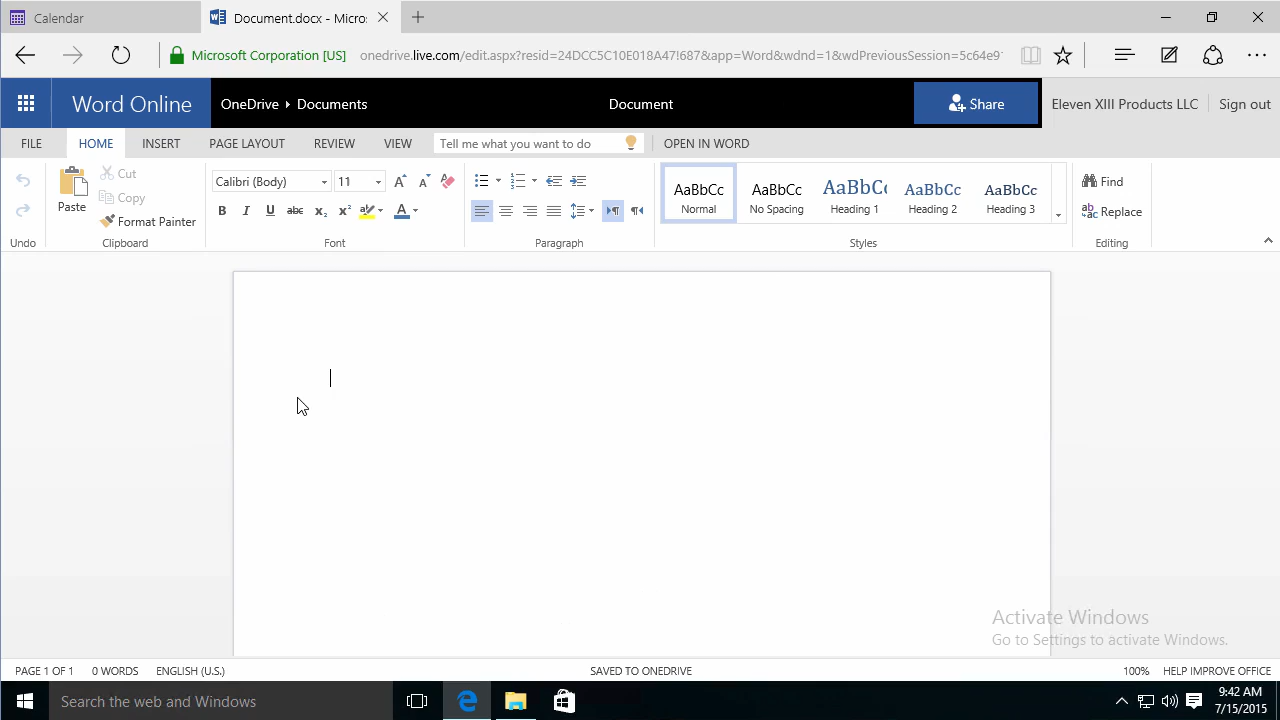 Calendar
Document.docx - Micro
Microsoft Corporation [US] onedrive.live.com/edit.aspx?resid=24DCC5C10E018A47!687&app=Word&wdnd=1&wdPreviousSession=5c64e9
Word Online OneDrive Documents Document Share Eleven XIII Products LLC Sign out
FILE HOME INSERT PAGE LAYOUT REVIEW VIEW Tell me what you want to do OPEN IN WORD
Paste
Cut
Copy
Format Painter
Calibri (Body) 11
B I U abc x₂ x² A
AaBbCc AaBbCc AaBbCc AaBbCc AaBbCc
Normal No Spacing Heading 1 Heading 2 Heading 3
Find
Replace
Undo Clipboard Font Paragraph Styles Editing
Activate Windows
Go to Settings to activate Windows.
PAGE 1 OF 1 0 WORDS ENGLISH (U.S.) SAVED TO ONEDRIVE 100% HELP IMPROVE OFFICE
Search the web and Windows
9:42 AM
7/15/2015